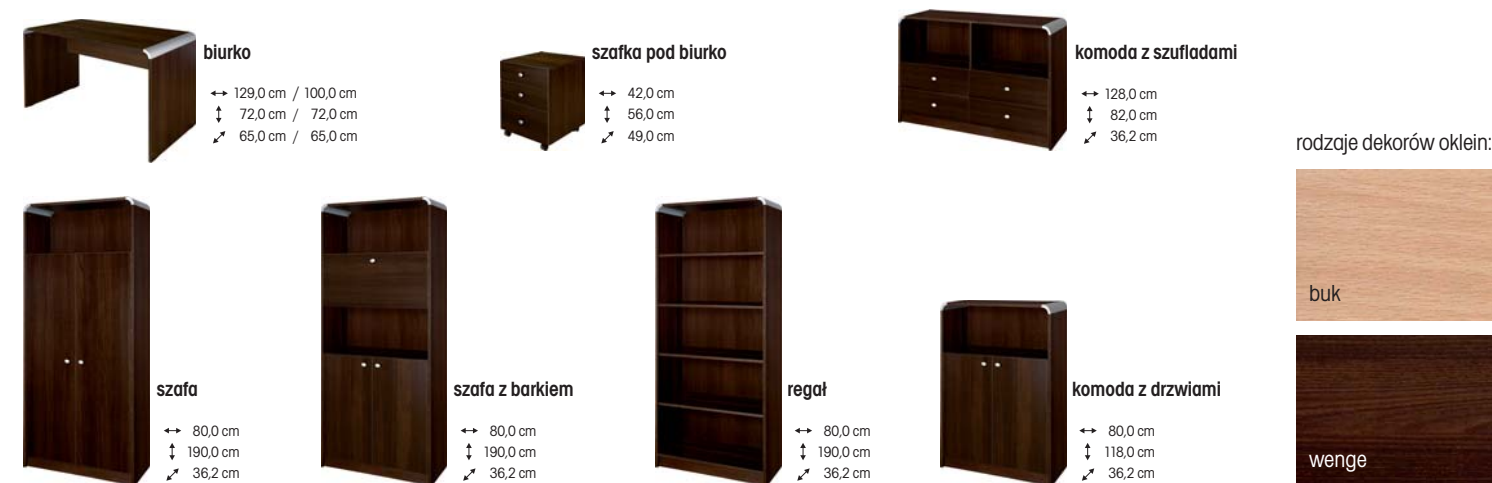 biurko
↔ 129,0 cm / 100,0 cm
↕ 72,0 cm / 72,0 cm
⤢ 65,0 cm / 65,0 cm
szafka pod biurko
↔ 42,0 cm
↕ 56,0 cm
⤢ 49,0 cm
komoda z szufladami
↔ 128,0 cm
↕ 82,0 cm
⤢ 36,2 cm
szafa
↔ 80,0 cm
↕ 190,0 cm
⤢ 36,2 cm
szafa z barkiem
↔ 80,0 cm
↕ 190,0 cm
⤢ 36,2 cm
regał
↔ 80,0 cm
↕ 190,0 cm
⤢ 36,2 cm
komoda z drzwiami
↔ 80,0 cm
↕ 118,0 cm
⤢ 36,2 cm
rodzaje dekorów oklein:
buk
wenge